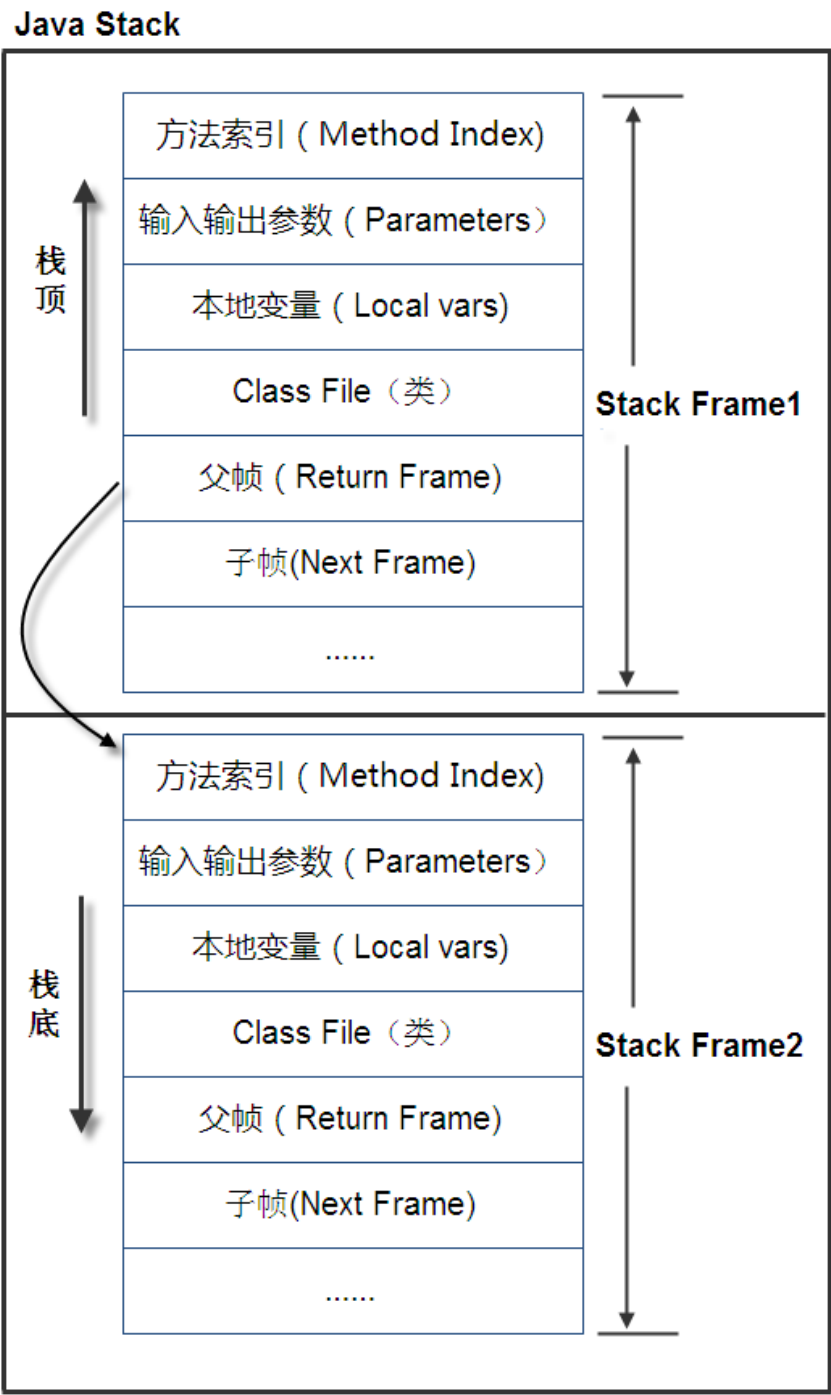 Java Stack
方法索引 ( Method Index)
输入输出参数 ( Parameters）
本地变量 ( Local vars)
Class File（类）
父帧 ( Return Frame)
子帧(Next Frame)
......
栈
顶
Stack Frame1
方法索引 ( Method Index)
输入输出参数 ( Parameters）
本地变量 ( Local vars)
Class File（类）
父帧 ( Return Frame)
子帧(Next Frame)
......
栈
底
Stack Frame2